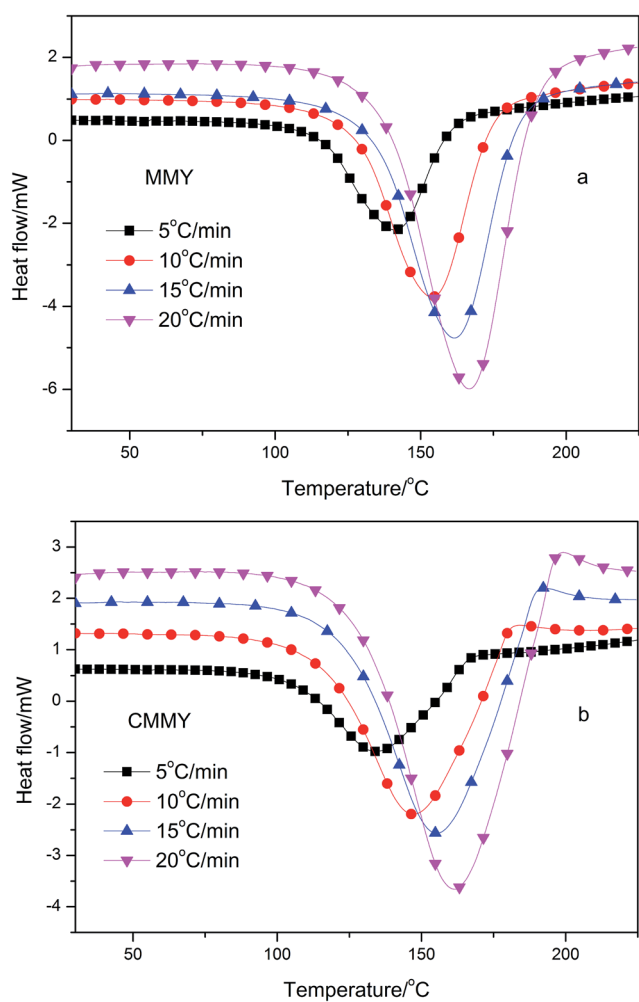 2
0
-2
-4
-6
Heat flow/mW
MMY
a
5°C/min
10°C/min
15°C/min
20°C/min
50
100
150
200
Temperature/°C
3
2
1
0
-1
-2
-3
-4
Heat flow/mW
CMMY
b
5°C/min
10°C/min
15°C/min
20°C/min
50
100
150
200
Temperature/°C